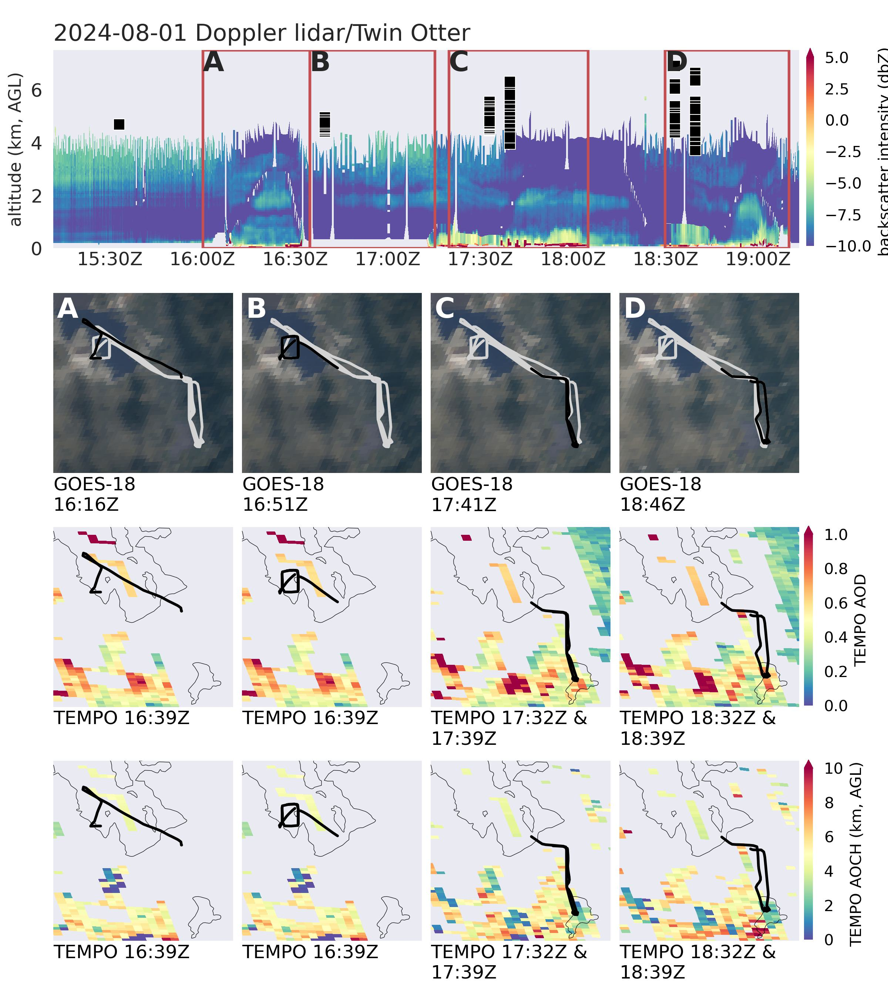 2024-08-01 Doppler lidar/Twin Otter
altitude (km, AGL)
6
4
2
0
A
B
C
D
15:30Z
16:00Z
16:30Z
17:00Z
17:30Z
18:00Z
18:30Z
19:00Z
5.0
2.5
0.0
−2.5
−5.0
−7.5
−10.0
backscatter intensity (dbZ)
A
B
C
D
GOES-18
16:16Z
GOES-18
16:51Z
GOES-18
17:41Z
GOES-18
18:46Z
1.0
0.8
0.6
0.4
0.2
0.0
TEMPO AOD
TEMPO 16:39Z
TEMPO 16:39Z
TEMPO 17:32Z &
17:39Z
TEMPO 18:32Z &
18:39Z
10
8
6
4
2
0
TEMPO AOCH (km, AGL)
TEMPO 16:39Z
TEMPO 16:39Z
TEMPO 17:32Z &
17:39Z
TEMPO 18:32Z &
18:39Z